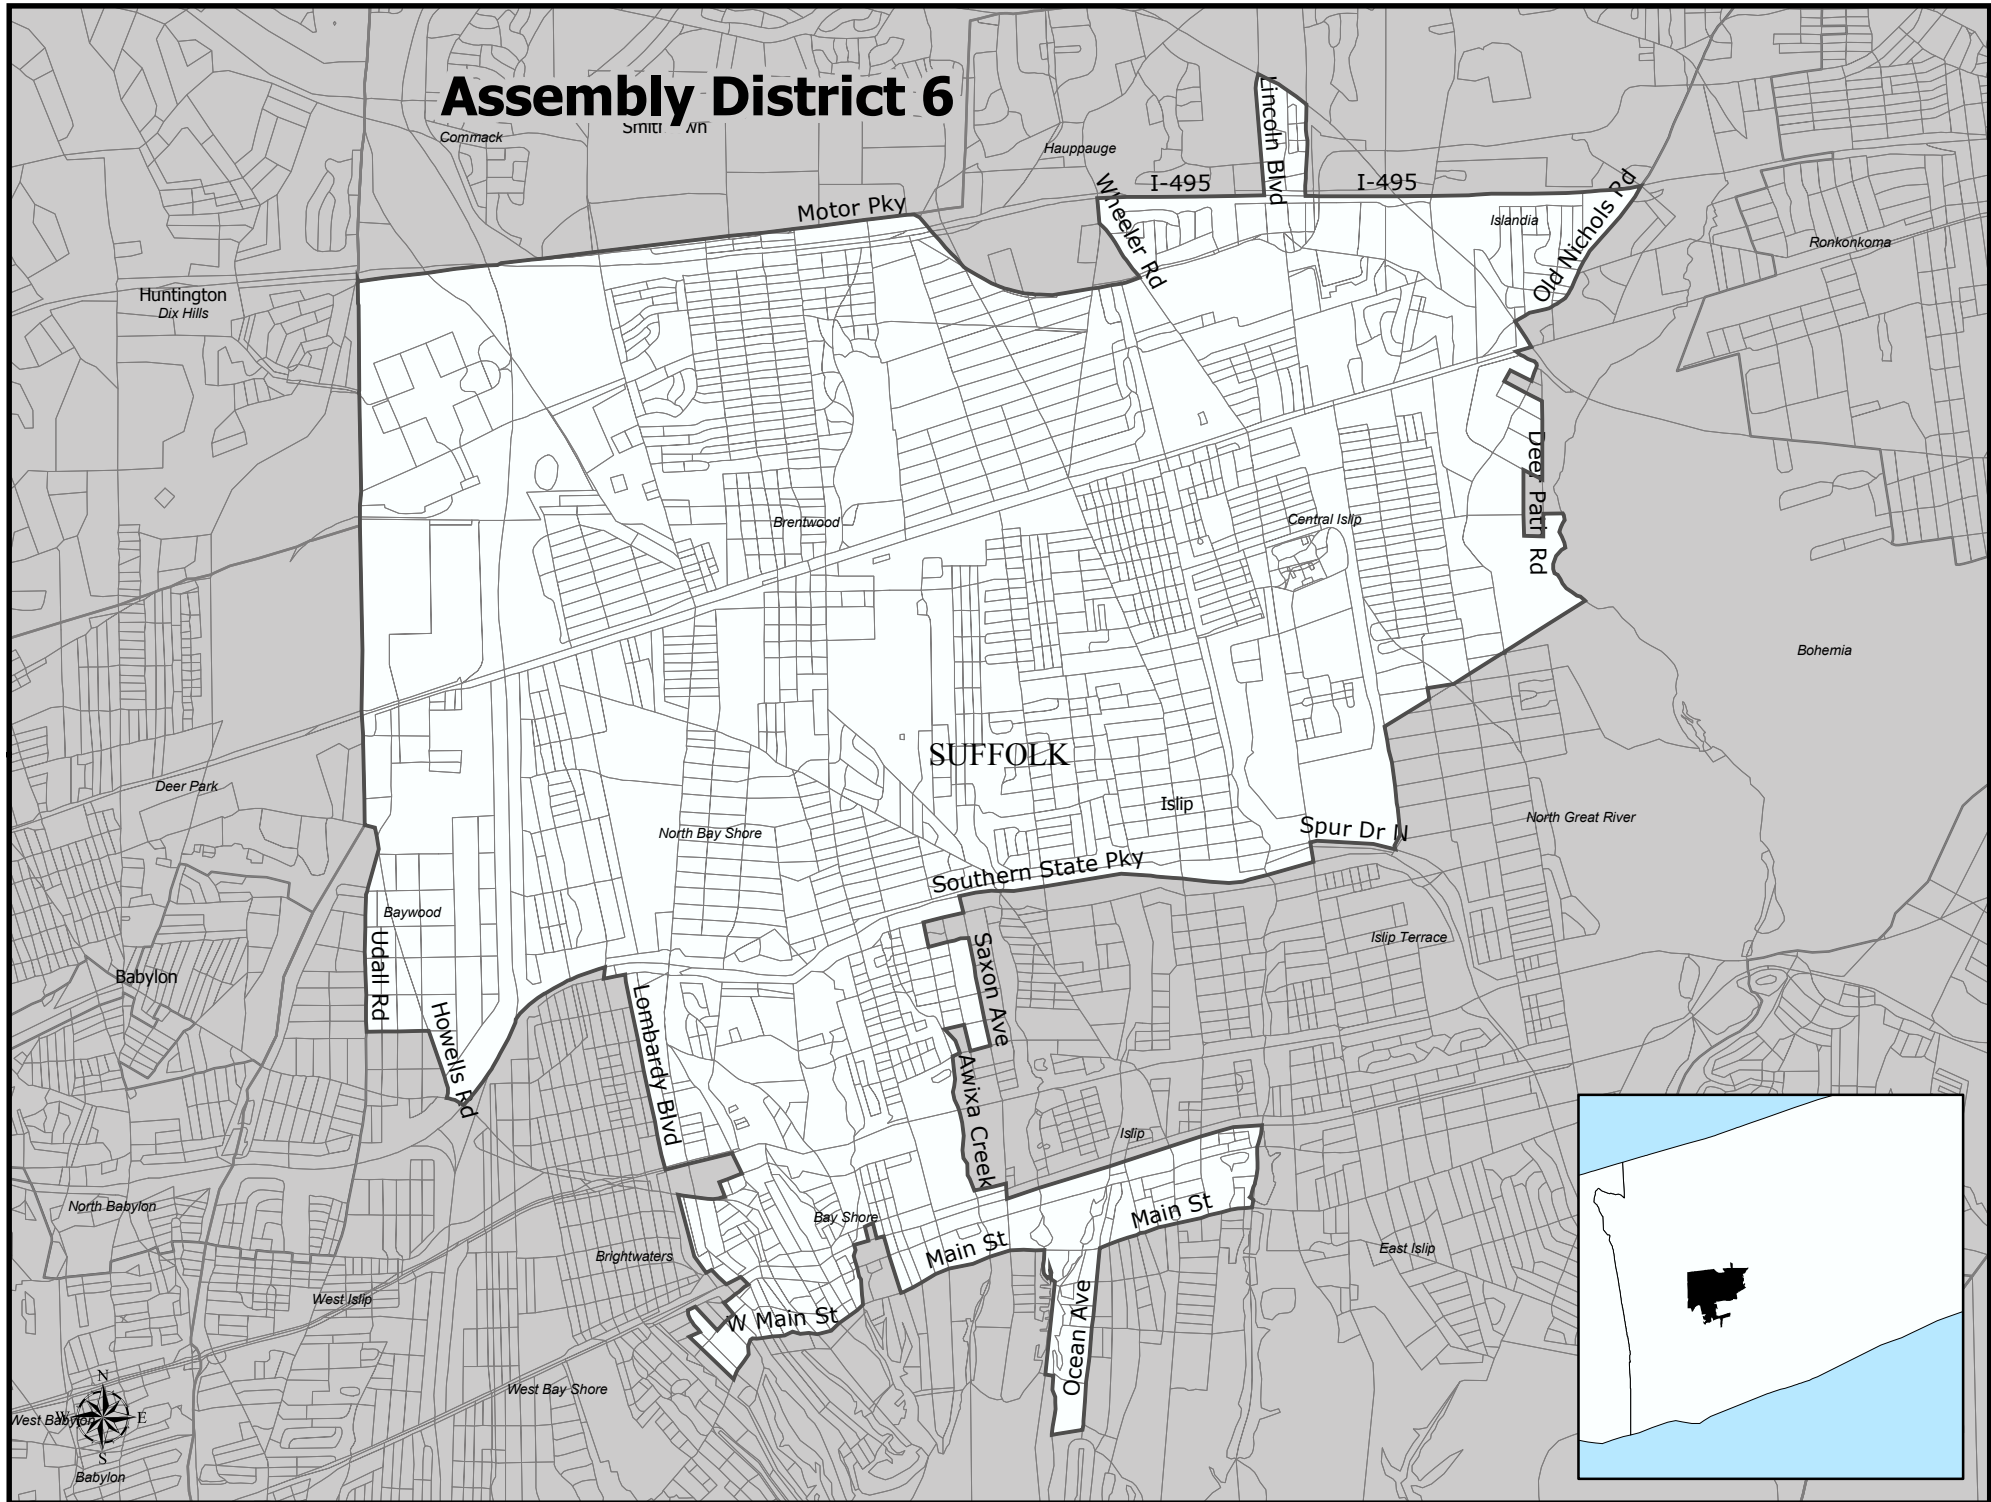 Assembly District 6
Commack
Hauppauge
Lincoln Blvd
I-495
I-495
Wheeler Rd
Motor Pky
Islandia
Old Nichols Rd
Ronkonkoma
Huntington
Dix Hills
Deer Path Rd
Brentwood
Central Islip
Bohemia
SUFFOLK
Deer Park
Islip
North Bay Shore
Spur Dr N
North Great River
Southern State Pky
Baywood
Udall Rd
Saxon Ave
Islip Terrace
Babylon
Howells Rd
Lombardy Blvd
Awixa Creek
Islip
North Babylon
Bay Shore
Main St
Main St
Brightwaters
East Islip
West Islip
W Main St
Ocean Ave
West Bay Shore
N
West Babylon
W
E
S
Babylon